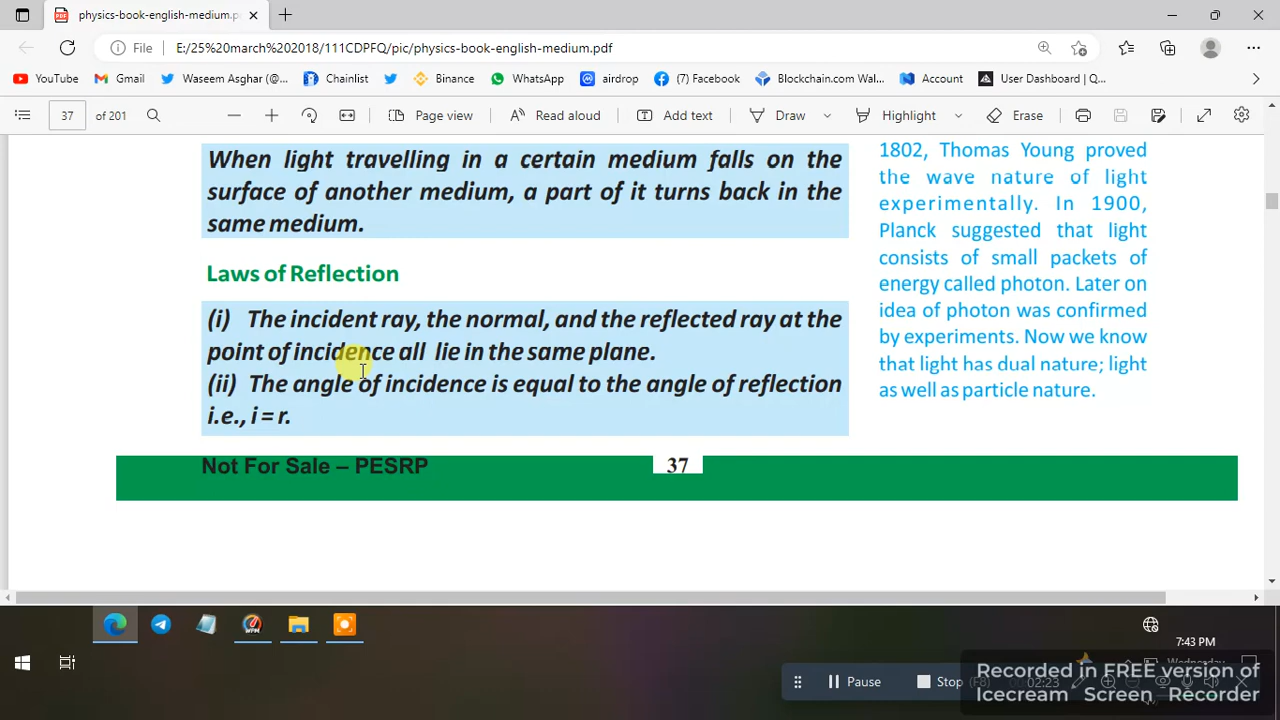 physics-book-english-medium.p
File E:/25%20march%202018/111CDPFQ/pic/physics-book-english-medium.pdf
YouTube Gmail Waseem Asghar (@... Chainlist Binance WhatsApp airdrop (7) Facebook Blockchain.com Wal... Account User Dashboard | Q...
37 of 201 Page view Read aloud Add text Draw Highlight Erase
When light travelling in a certain medium falls on the
surface of another medium, a part of it turns back in the
same medium.
Laws of Reflection
(i) The incident ray, the normal, and the reflected ray at the
point of incidence all lie in the same plane.
(ii) The angle of incidence is equal to the angle of reflection
i.e., i = r.
1802, Thomas Young proved
the wave nature of light
experimentally. In 1900,
Planck suggested that light
consists of small packets of
energy called photon. Later on
idea of photon was confirmed
by experiments. Now we know
that light has dual nature; light
as well as particle nature.
Not For Sale – PESRP 37
7:43 PM
Wednesday
Pause Stop (F8) 02:23
Recorded in FREE version of
Icecream Screen Recorder